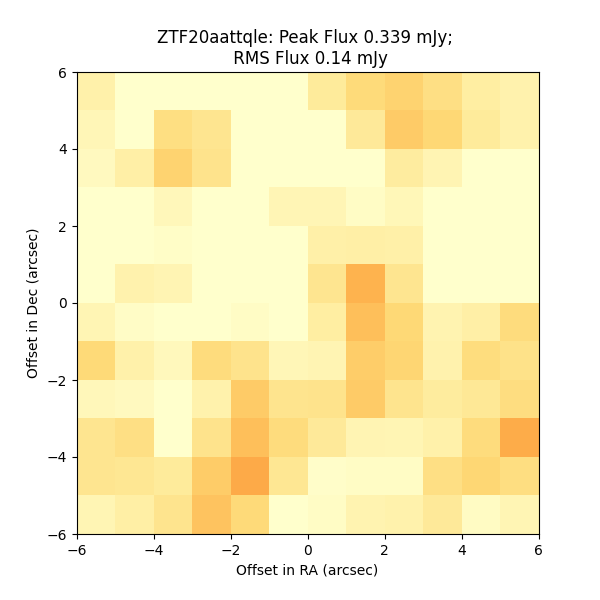 ZTF20aattqle: Peak Flux 0.339 mJy;
RMS Flux 0.14 mJy
6
4
2
0
−2
−4
−6
Offset in Dec (arcsec)
−6 −4 −2 0 2 4 6
Offset in RA (arcsec)